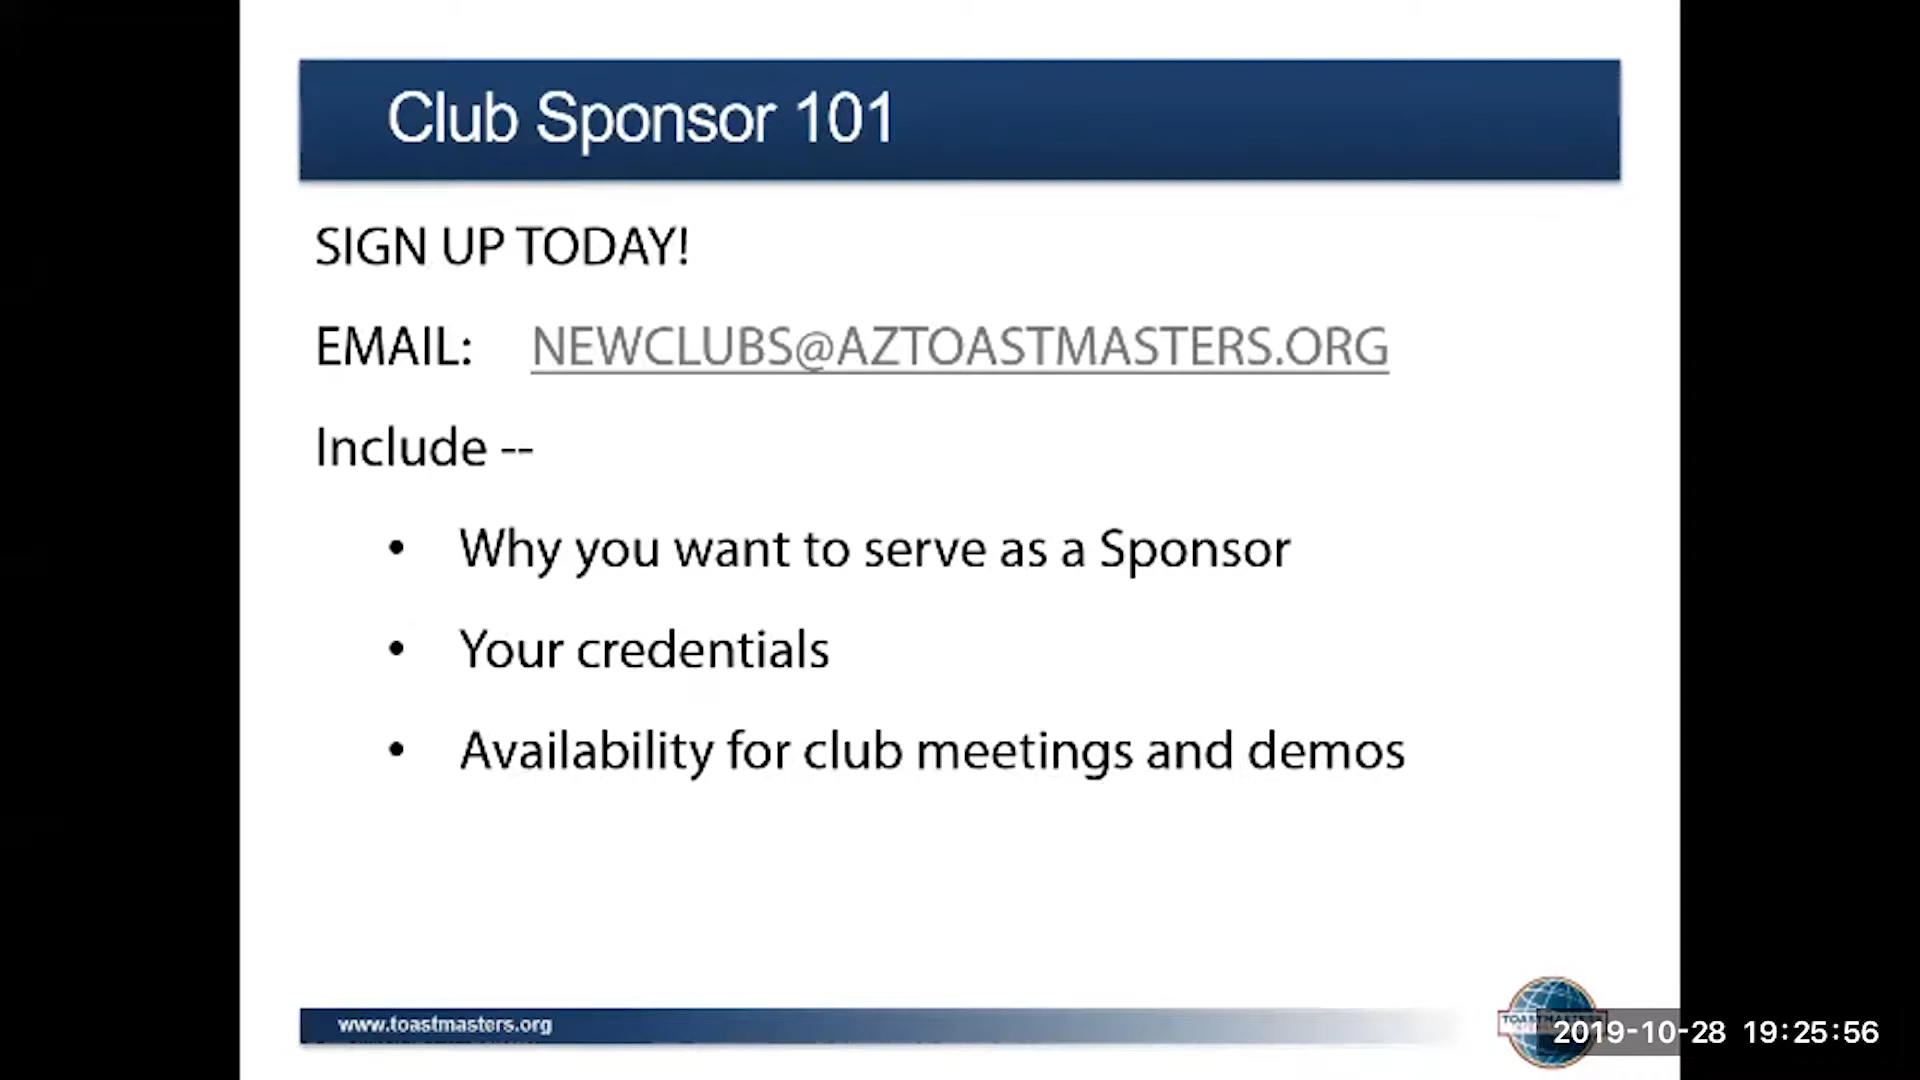 Club Sponsor 101
SIGN UP TODAY!
EMAIL: NEWCLUBS@AZTOASTMASTERS.ORG
Include --
• Why you want to serve as a Sponsor
• Your credentials
• Availability for club meetings and demos
www.toastmasters.org
TOASTMASTERS
2019-10-28 19:25:56